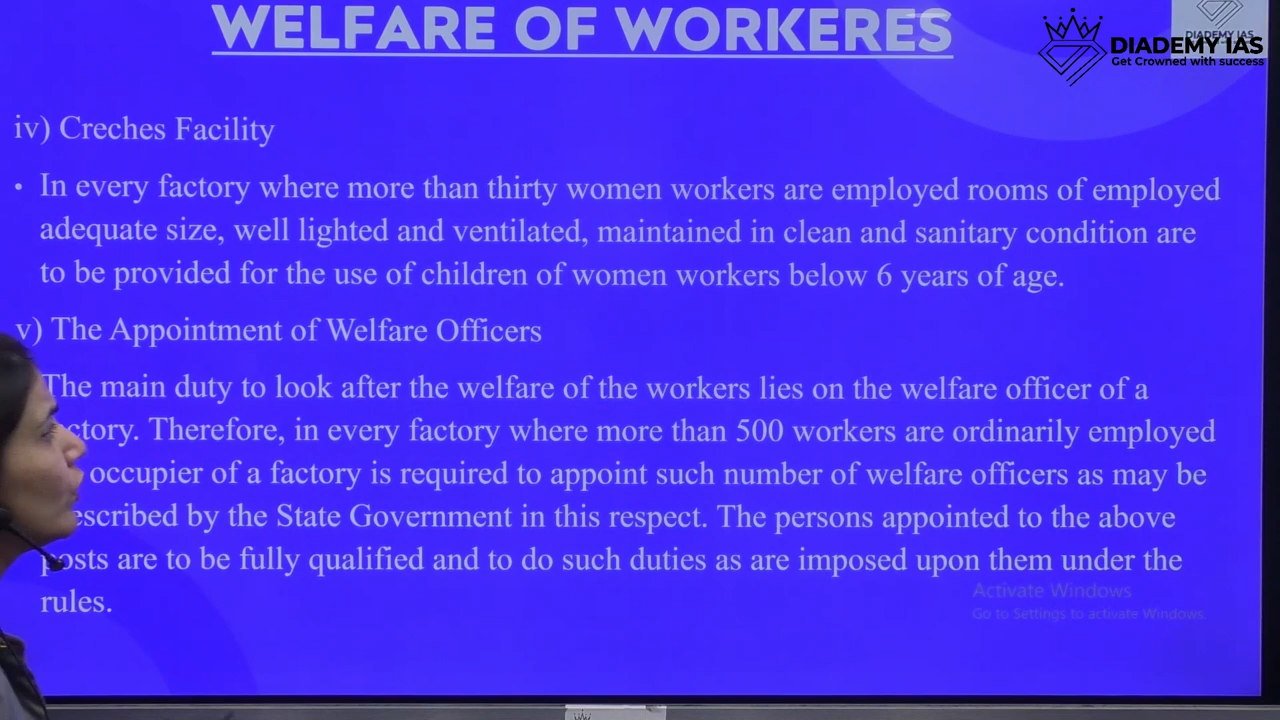 WELFARE OF WORKERES
DIADEMY IAS
DIADEMY IAS
Get Crowned with success
iv) Creches Facility
• In every factory where more than thirty women workers are employed rooms of employed
adequate size, well lighted and ventilated, maintained in clean and sanitary condition are
to be provided for the use of children of women workers below 6 years of age.
v) The Appointment of Welfare Officers
The main duty to look after the welfare of the workers lies on the welfare officer of a
ctory. Therefore, in every factory where more than 500 workers are ordinarily employed
occupier of a factory is required to appoint such number of welfare officers as may be
escribed by the State Government in this respect. The persons appointed to the above
posts are to be fully qualified and to do such duties as are imposed upon them under the
rules.
Activate Windows
Go to Settings to activate Windows.